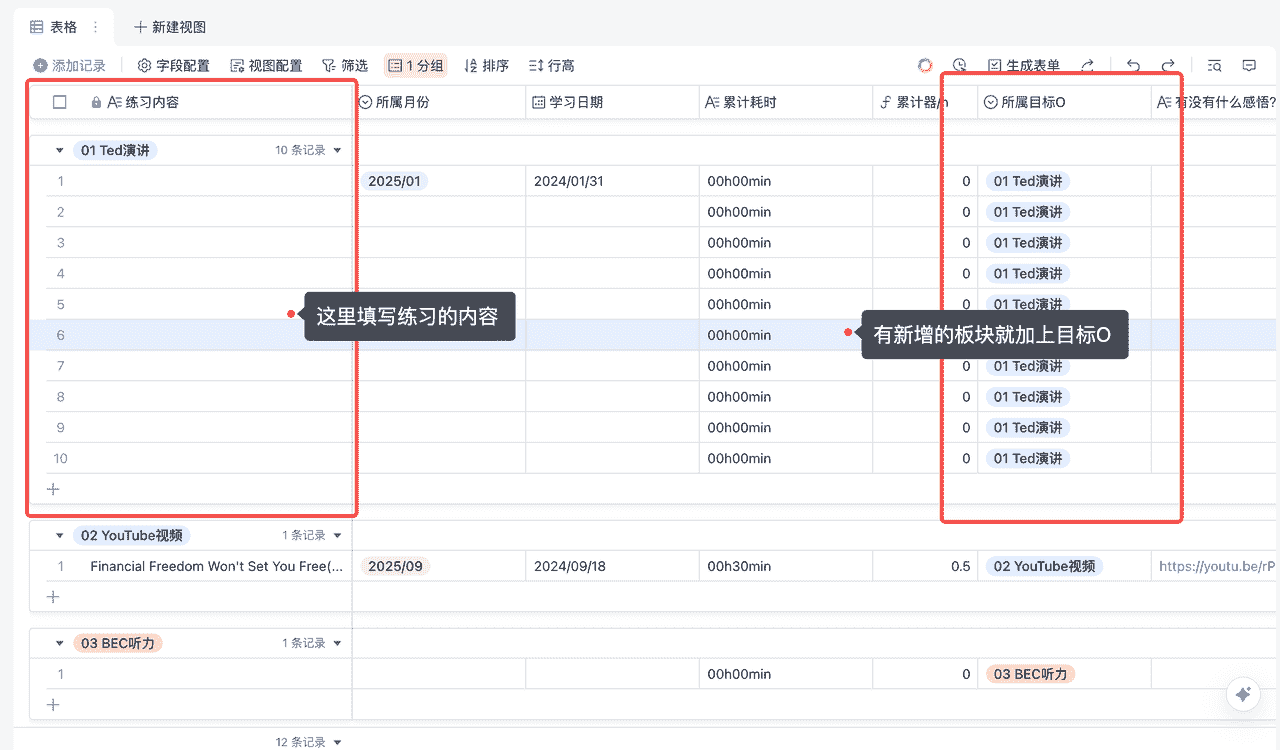 表格 新建视图
添加记录 字段配置 视图配置 筛选 1 分组 排序 行高 生成表单
练习内容 所属月份 学习日期 累计耗时 累计器/h 所属目标O 有没有什么感悟?
01 Ted演讲 10 条记录
1 2025/01 2024/01/31 00h00min 0 01 Ted演讲
2 00h00min 0 01 Ted演讲
3 00h00min 0 01 Ted演讲
4 00h00min 0 01 Ted演讲
5 00h00min 0 01 Ted演讲
这里填写练习的内容
6 00h00min
有新增的板块就加上目标O
7 00h00min 0 01 Ted演讲
8 00h00min 0 01 Ted演讲
9 00h00min 0 01 Ted演讲
10 00h00min 0 01 Ted演讲
02 YouTube视频 1 条记录
1 Financial Freedom Won't Set You Free(... 2025/09 2024/09/18 00h30min 0.5 02 YouTube视频 https://youtu.be/rP
03 BEC听力 1 条记录
1 00h00min 0 03 BEC听力
12 条记录